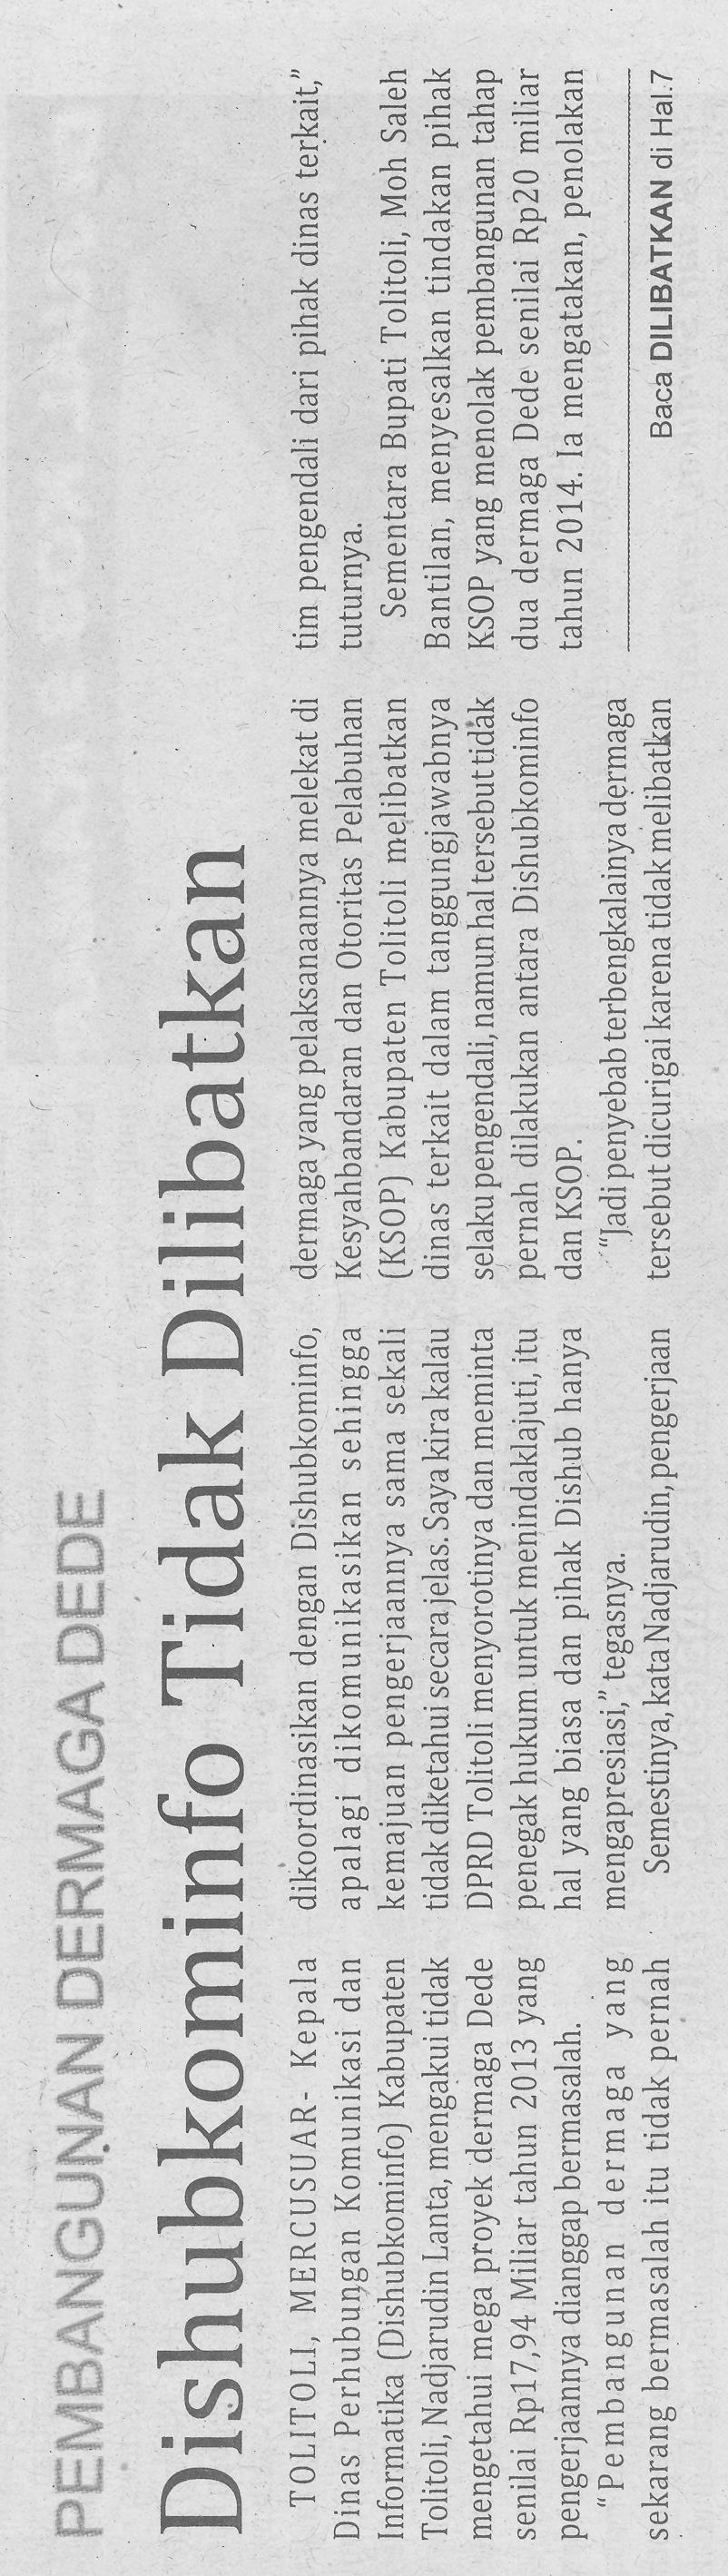 PEMBANGUNAN DERMAGA DEDE
Dishubkominfo Tidak Dilibatkan
TOLITOLI, MERCUSUAR- Kepala
Dinas Perhubungan Komunikasi dan
Informatika (Dishubkominfo) Kabupaten
Tolitoli, Nadjarudin Lanta, mengakui tidak
mengetahui mega proyek dermaga Dede
senilai Rp17,94 Miliar tahun 2013 yang
pengerjaannya dianggap bermasalah.
“Pembangunan dermaga yang
sekarang bermasalah itu tidak pernah
dikoordinasikan dengan Dishubkominfo,
apalagi dikomunikasikan sehingga
kemajuan pengerjaannya sama sekali
tidak diketahui secara jelas. Saya kira kalau
DPRD Tolitoli menyorotinya dan meminta
penegak hukum untuk menindaklajuti, itu
hal yang biasa dan pihak Dishub hanya
mengapresiasi,” tegasnya.
Semestinya, kata Nadjarudin, pengerjaan
dermaga yang pelaksanaannya melekat di
Kesyahbandaran dan Otoritas Pelabuhan
(KSOP) Kabupaten Tolitoli melibatkan
dinas terkait dalam tanggungjawabnya
selaku pengendali, namun hal tersebut tidak
pernah dilakukan antara Dishubkominfo
dan KSOP.
“Jadi penyebab terbengkalainya dermaga
tersebut dicurigai karena tidak melibatkan
tim pengendali dari pihak dinas terkait,”
tuturnya.
Sementara Bupati Tolitoli, Moh Saleh
Bantilan, menyesalkan tindakan pihak
KSOP yang menolak pembangunan tahap
dua dermaga Dede senilai Rp20 miliar
tahun 2014. Ia mengatakan, penolakan
Baca DILIBATKAN di Hal.7